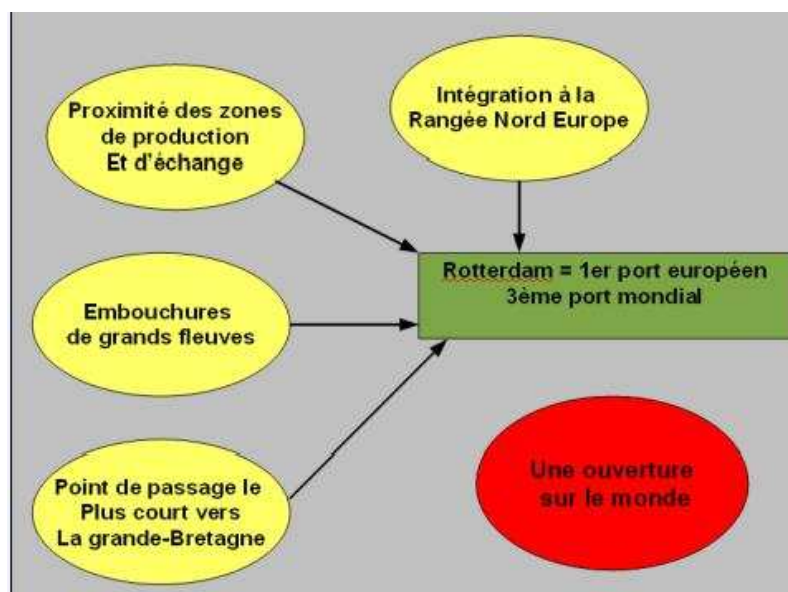 Proximité des zones
de production
Et d'échange
Intégration à la
Rangée Nord Europe
Rotterdam = 1er port européen
3ème port mondial
Embouchures
de grands fleuves
Une ouverture
sur le monde
Point de passage le
Plus court vers
La grande-Bretagne